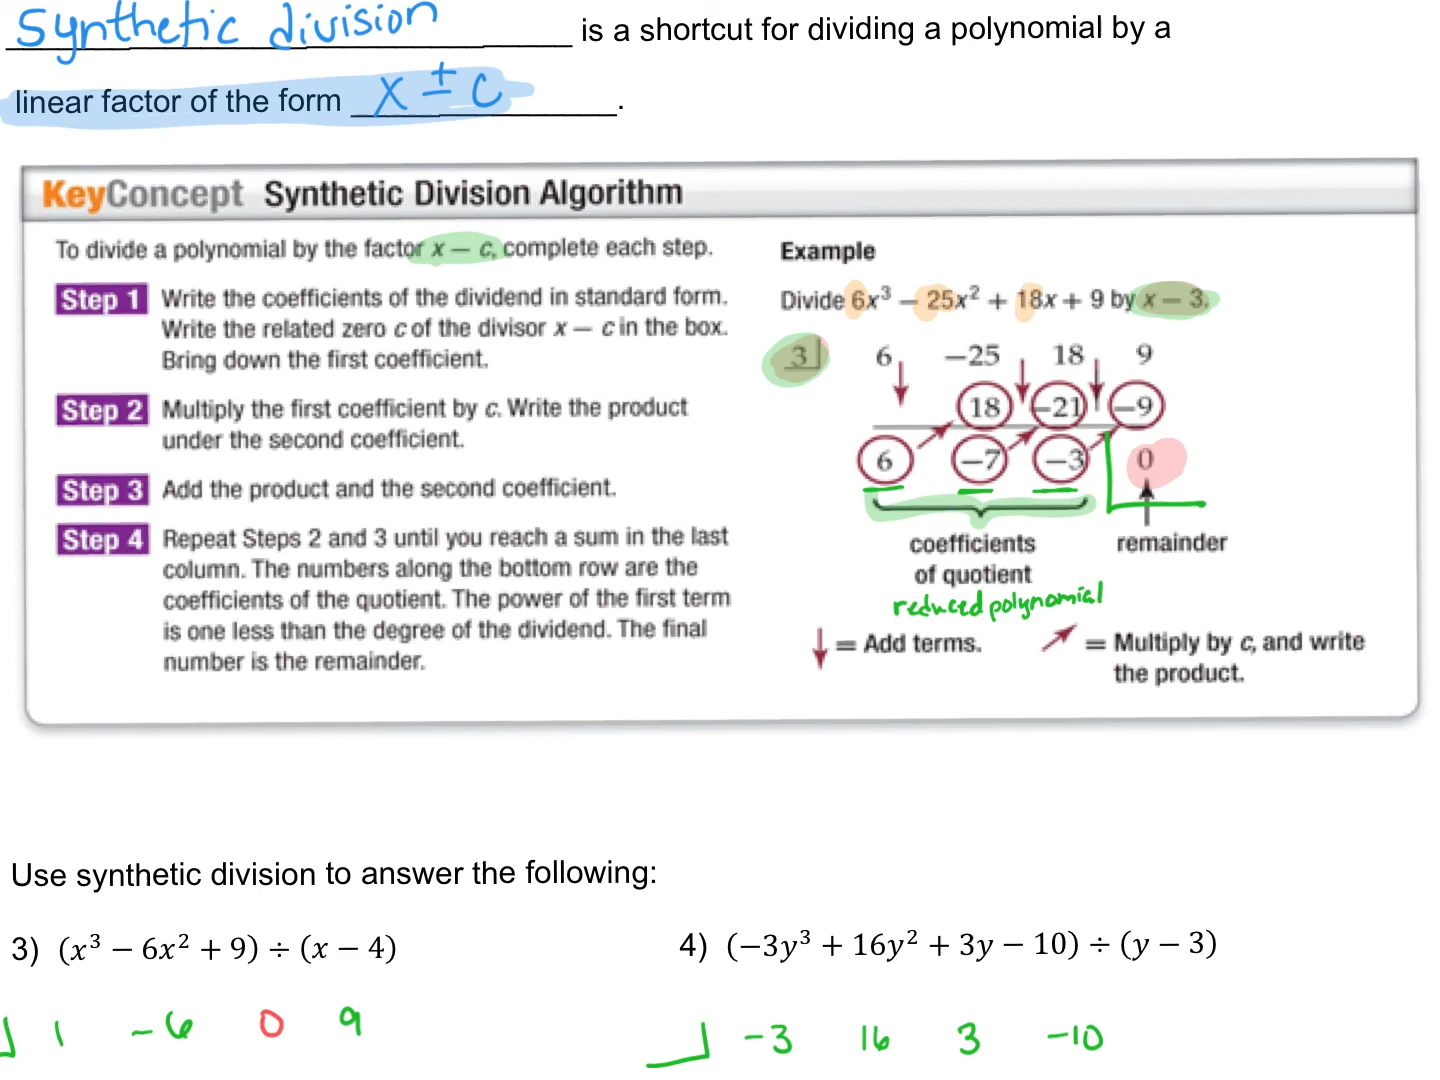 Synthetic division is a shortcut for dividing a polynomial by a
linear factor of the form x ± c.
KeyConcept Synthetic Division Algorithm
To divide a polynomial by the factor x − c, complete each step.
Step 1 Write the coefficients of the dividend in standard form.
Write the related zero c of the divisor x − c in the box.
Bring down the first coefficient.
Step 2 Multiply the first coefficient by c. Write the product
under the second coefficient.
Step 3 Add the product and the second coefficient.
Step 4 Repeat Steps 2 and 3 until you reach a sum in the last
column. The numbers along the bottom row are the
coefficients of the quotient. The power of the first term
is one less than the degree of the dividend. The final
number is the remainder.
Example
Divide 6x³ − 25x² + 18x + 9 by x − 3.
3 6 −25 18 9
18 −21 −9
6 −7 −3 0
coefficients remainder
of quotient
reduced polynomial
= Add terms. = Multiply by c, and write
the product.
Use synthetic division to answer the following:
3) (x³ − 6x² + 9) ÷ (x − 4)
4) (−3y³ + 16y² + 3y − 10) ÷ (y − 3)
1 −6 0 9
−3 16 3 −10